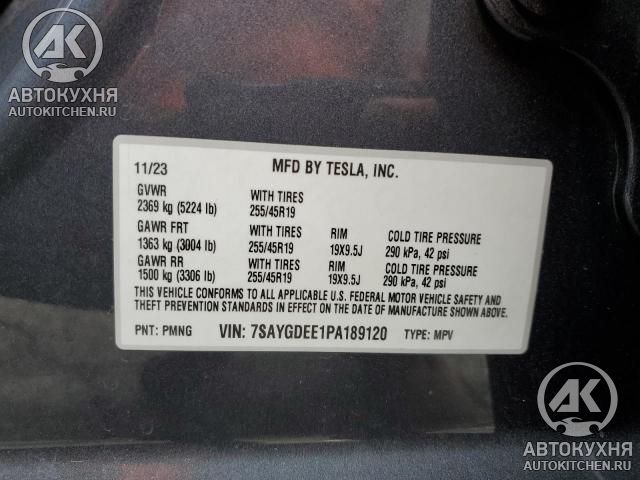 AK
АВТОКУХНЯ
AUTOKITCHEN.RU
11/23 MFD BY TESLA, INC.
GVWR WITH TIRES
2369 kg (5224 lb) 255/45R19
GAWR FRT WITH TIRES RIM COLD TIRE PRESSURE
1363 kg (3004 lb) 255/45R19 19X9.5J 290 kPa, 42 psi
GAWR RR WITH TIRES RIM COLD TIRE PRESSURE
1500 kg (3306 lb) 255/45R19 19X9.5J 290 kPa, 42 psi
THIS VEHICLE CONFORMS TO ALL APPLICABLE U.S. FEDERAL MOTOR VEHICLE SAFETY AND
THEFT PREVENTION STANDARDS IN EFFECT ON THE DATE OF MANUFACTURE SHOWN ABOVE.
PNT: PMNG VIN: 7SAYGDEE1PA189120 TYPE: MPV
AK
АВТОКУХНЯ
AUTOKITCHEN.RU